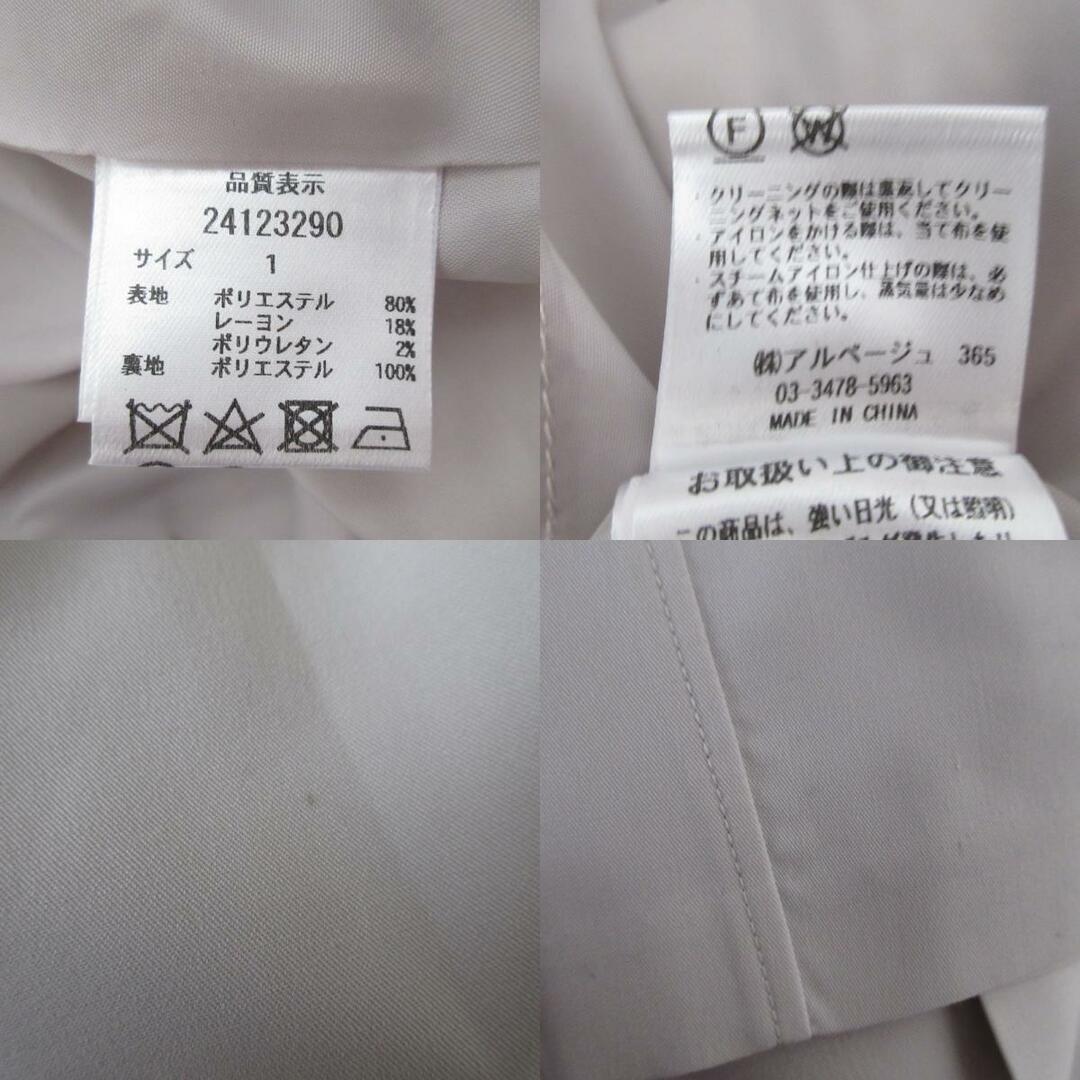 品質表示
24123290
サイズ 1
表地 ポリエステル 80%
レーヨン 18%
ポリウレタン 2%
裏地 ポリエステル 100%
F W
・クリーニングの際は裏返してクリー
ニングネットをご使用ください。
・アイロンをかける際は、当て布を使
用してください。
・スチームアイロン仕上げの際は、必
ずあて布を使用し、蒸気量は少なめ
にしてください。
㈱アルページュ 365
03-3478-5963
MADE IN CHINA
お取扱い上の御注意
この商品は、強い日光（又は照明）